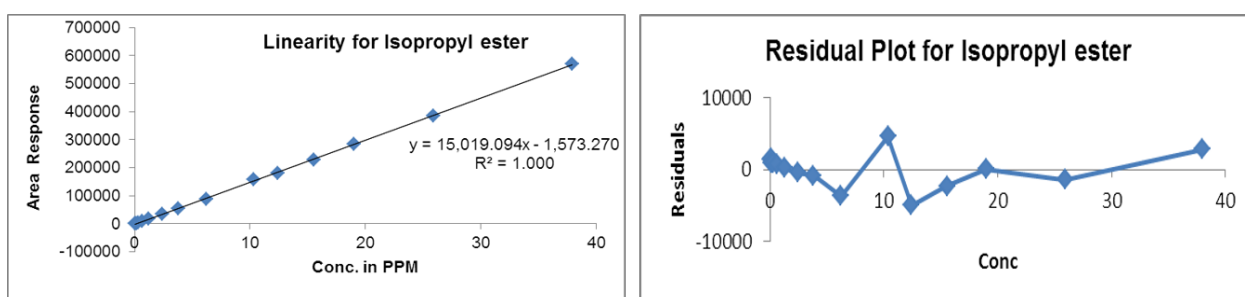 Linearity for Isopropyl ester
700000
600000
500000
400000
300000
200000
100000
0
-100000
Area Response
y = 15,019.094x - 1,573.270
R² = 1.000
0 10 20 30 40
Conc. in PPM
Residual Plot for Isopropyl ester
10000
0
-10000
Residuals
0 10 20 30 40
Conc